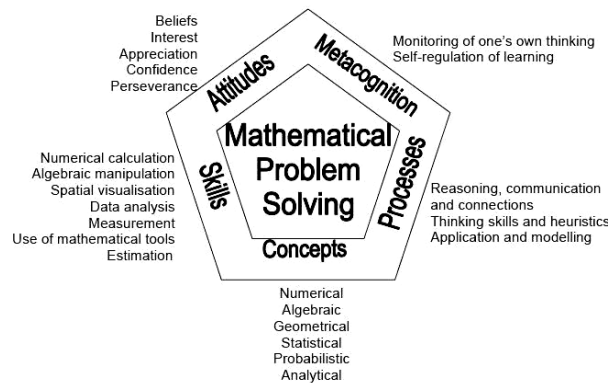 Beliefs
Interest
Appreciation
Confidence
Perseverance
Attitudes
Metacognition
Monitoring of one's own thinking
Self-regulation of learning
Mathematical
Problem
Solving
Numerical calculation
Algebraic manipulation
Spatial visualisation
Data analysis
Measurement
Use of mathematical tools
Estimation
Skills
Processes
Reasoning, communication
and connections
Thinking skills and heuristics
Application and modelling
Concepts
Numerical
Algebraic
Geometrical
Statistical
Probabilistic
Analytical